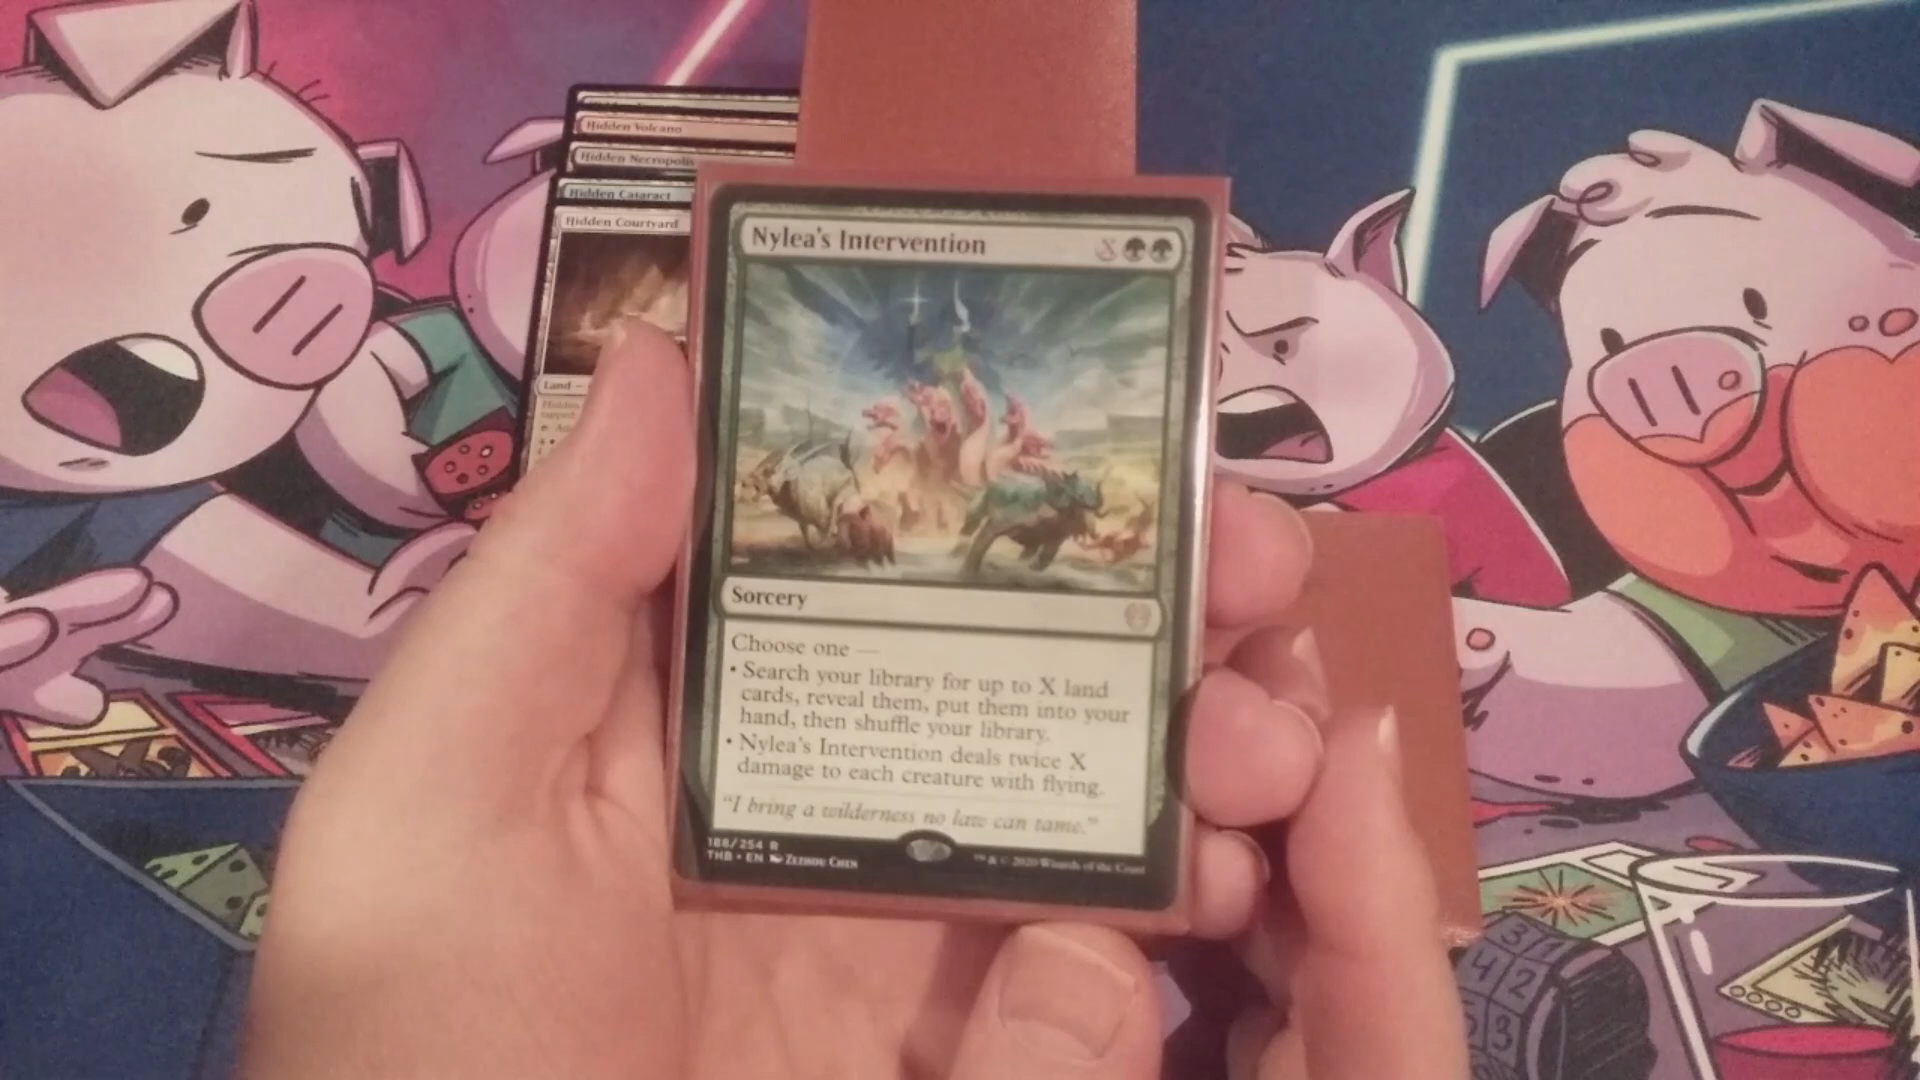 Hidden Volcano
Hidden Necropolis
Hidden Cataract
Hidden Courtyard
Land —
Nylea's Intervention
X
Sorcery
Choose one —
• Search your library for up to X land
cards, reveal them, put them into your
hand, then shuffle your library.
• Nylea's Intervention deals twice X
damage to each creature with flying.
"I bring a wilderness no law can tame."
188/254 R
THB • EN Zezhou Chen
™ & © 2020 Wizards of the Coast
31
42
3